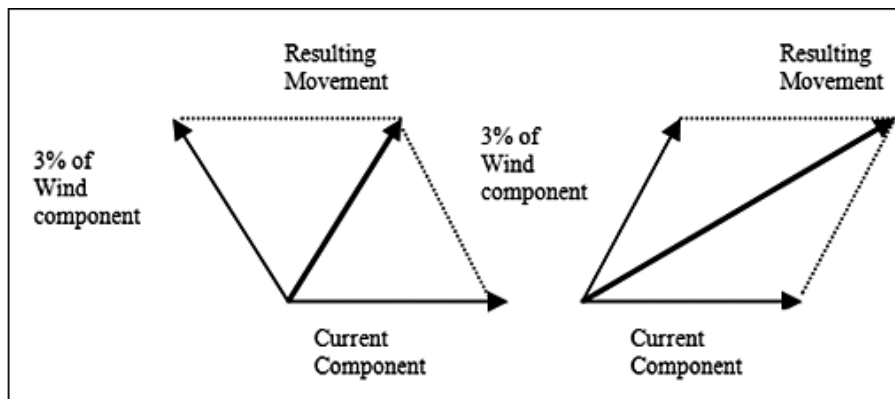 Resulting
Movement
3% of
Wind
component
Current
Component
Resulting
Movement
3% of
Wind
component
Current
Component